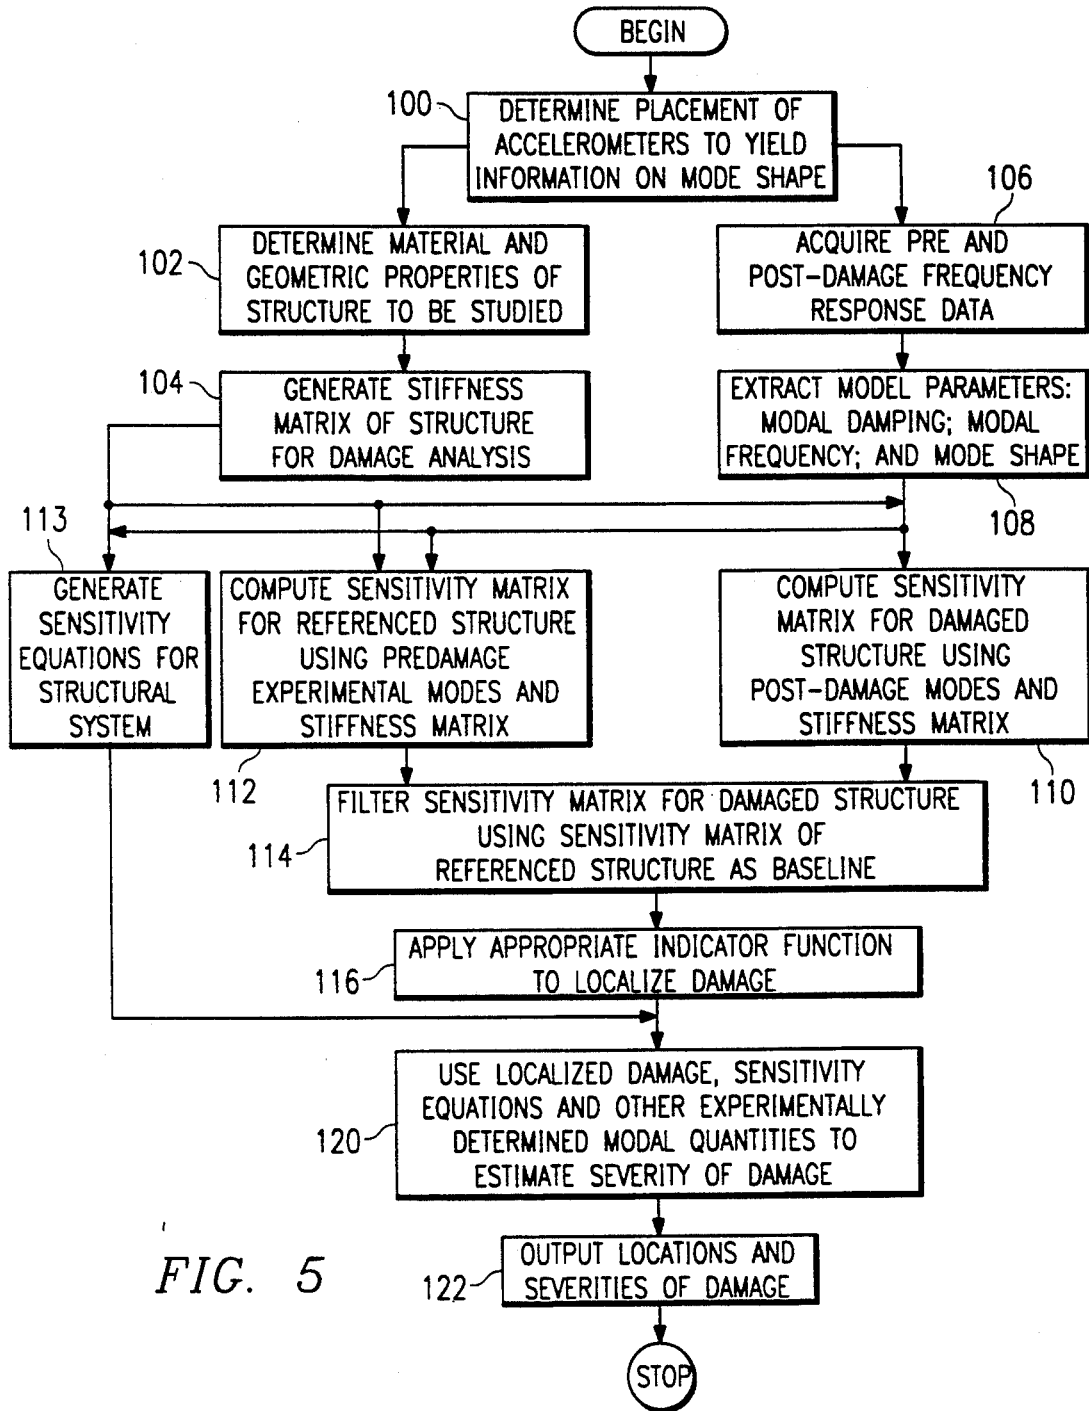 BEGIN
100
DETERMINE PLACEMENT OF
ACCELEROMETERS TO YIELD
INFORMATION ON MODE SHAPE
102
DETERMINE MATERIAL AND
GEOMETRIC PROPERTIES OF
STRUCTURE TO BE STUDIED
106
ACQUIRE PRE AND
POST-DAMAGE FREQUENCY
RESPONSE DATA
104
GENERATE STIFFNESS
MATRIX OF STRUCTURE
FOR DAMAGE ANALYSIS
EXTRACT MODEL PARAMETERS:
MODAL DAMPING; MODAL
FREQUENCY; AND MODE SHAPE
108
113
GENERATE
SENSITIVITY
EQUATIONS FOR
STRUCTURAL
SYSTEM
COMPUTE SENSITIVITY MATRIX
FOR REFERENCED STRUCTURE
USING PREDAMAGE
EXPERIMENTAL MODES AND
STIFFNESS MATRIX
112
COMPUTE SENSITIVITY
MATRIX FOR DAMAGED
STRUCTURE USING
POST-DAMAGE MODES AND
STIFFNESS MATRIX
110
FILTER SENSITIVITY MATRIX FOR DAMAGED STRUCTURE
USING SENSITIVITY MATRIX OF
REFERENCED STRUCTURE AS BASELINE
114
APPLY APPROPRIATE INDICATOR FUNCTION
TO LOCALIZE DAMAGE
116
USE LOCALIZED DAMAGE, SENSITIVITY
EQUATIONS AND OTHER EXPERIMENTALLY
DETERMINED MODAL QUANTITIES TO
ESTIMATE SEVERITY OF DAMAGE
120
OUTPUT LOCATIONS AND
SEVERITIES OF DAMAGE
122
STOP
FIG. 5